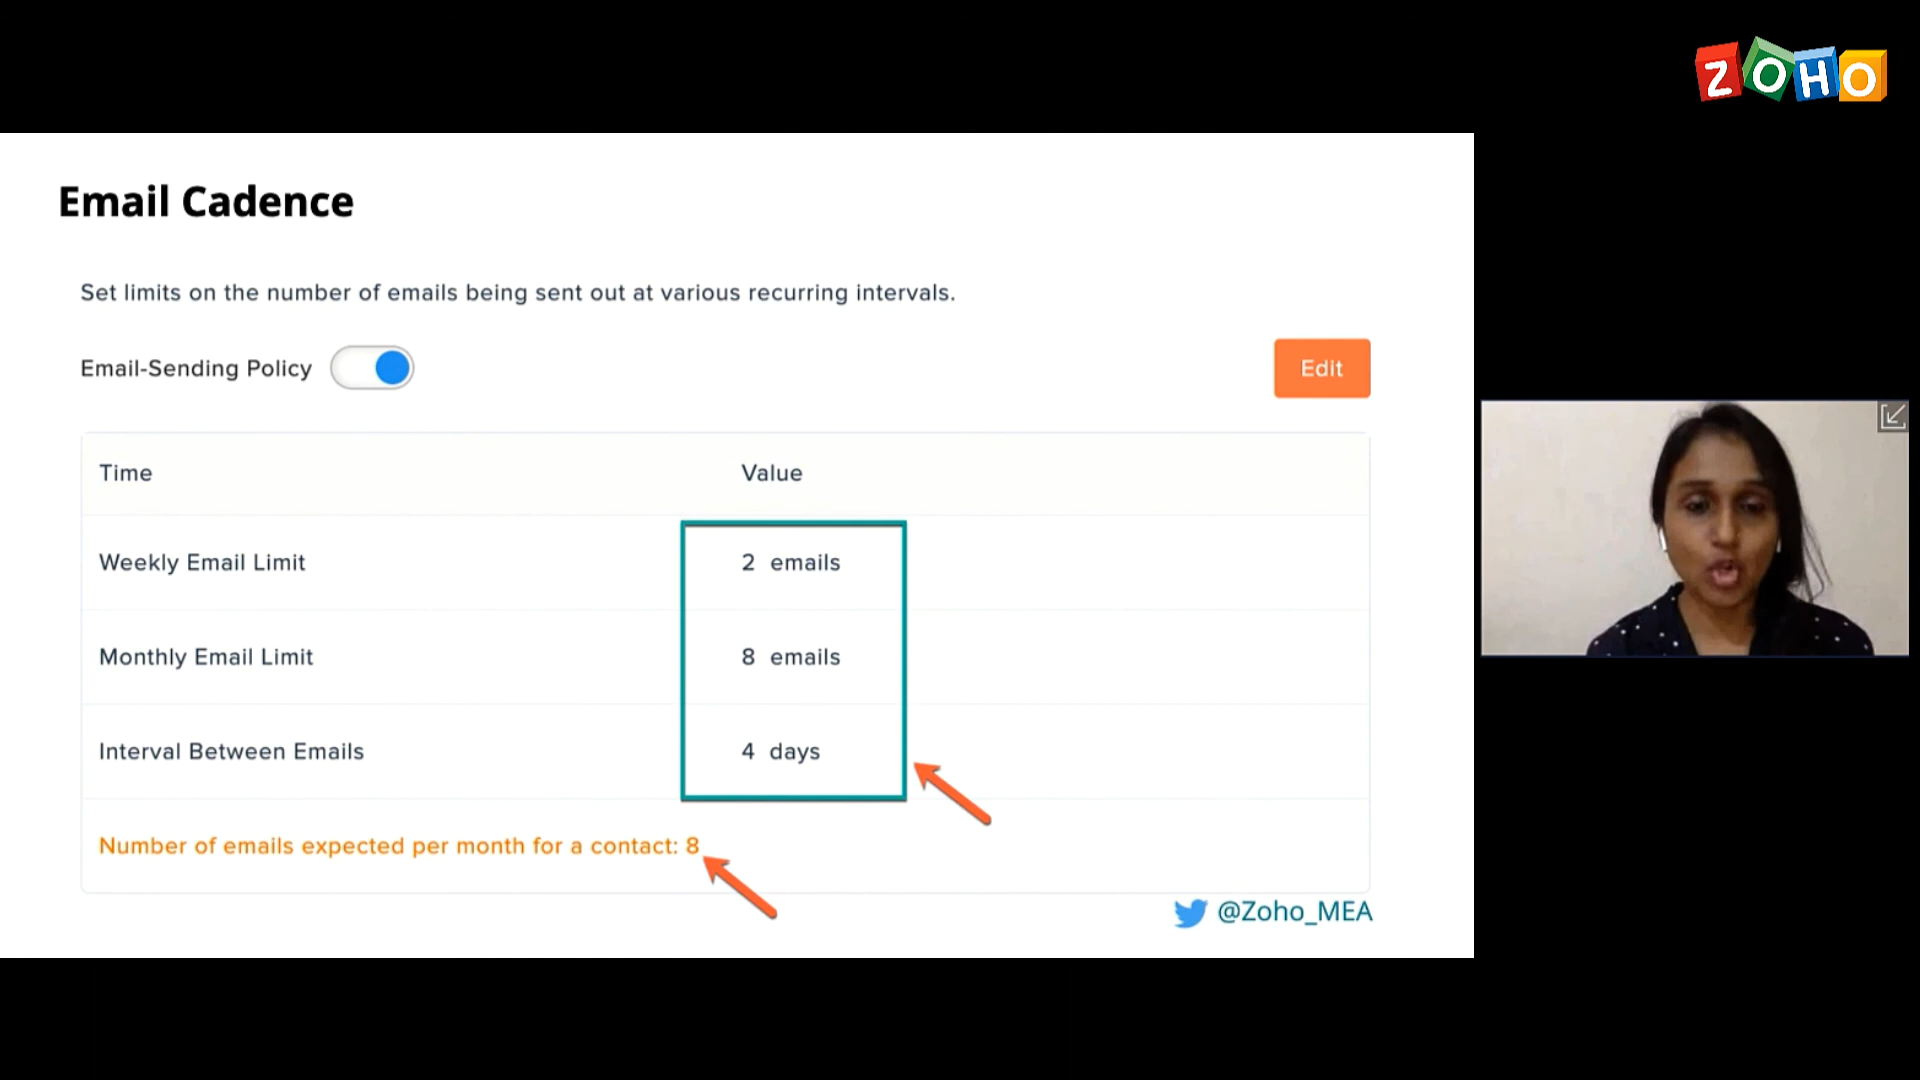 ZOHO
Email Cadence
Set limits on the number of emails being sent out at various recurring intervals.
Email-Sending Policy
Edit
Time Value
Weekly Email Limit 2 emails
Monthly Email Limit 8 emails
Interval Between Emails 4 days
Number of emails expected per month for a contact: 8
@Zoho_MEA